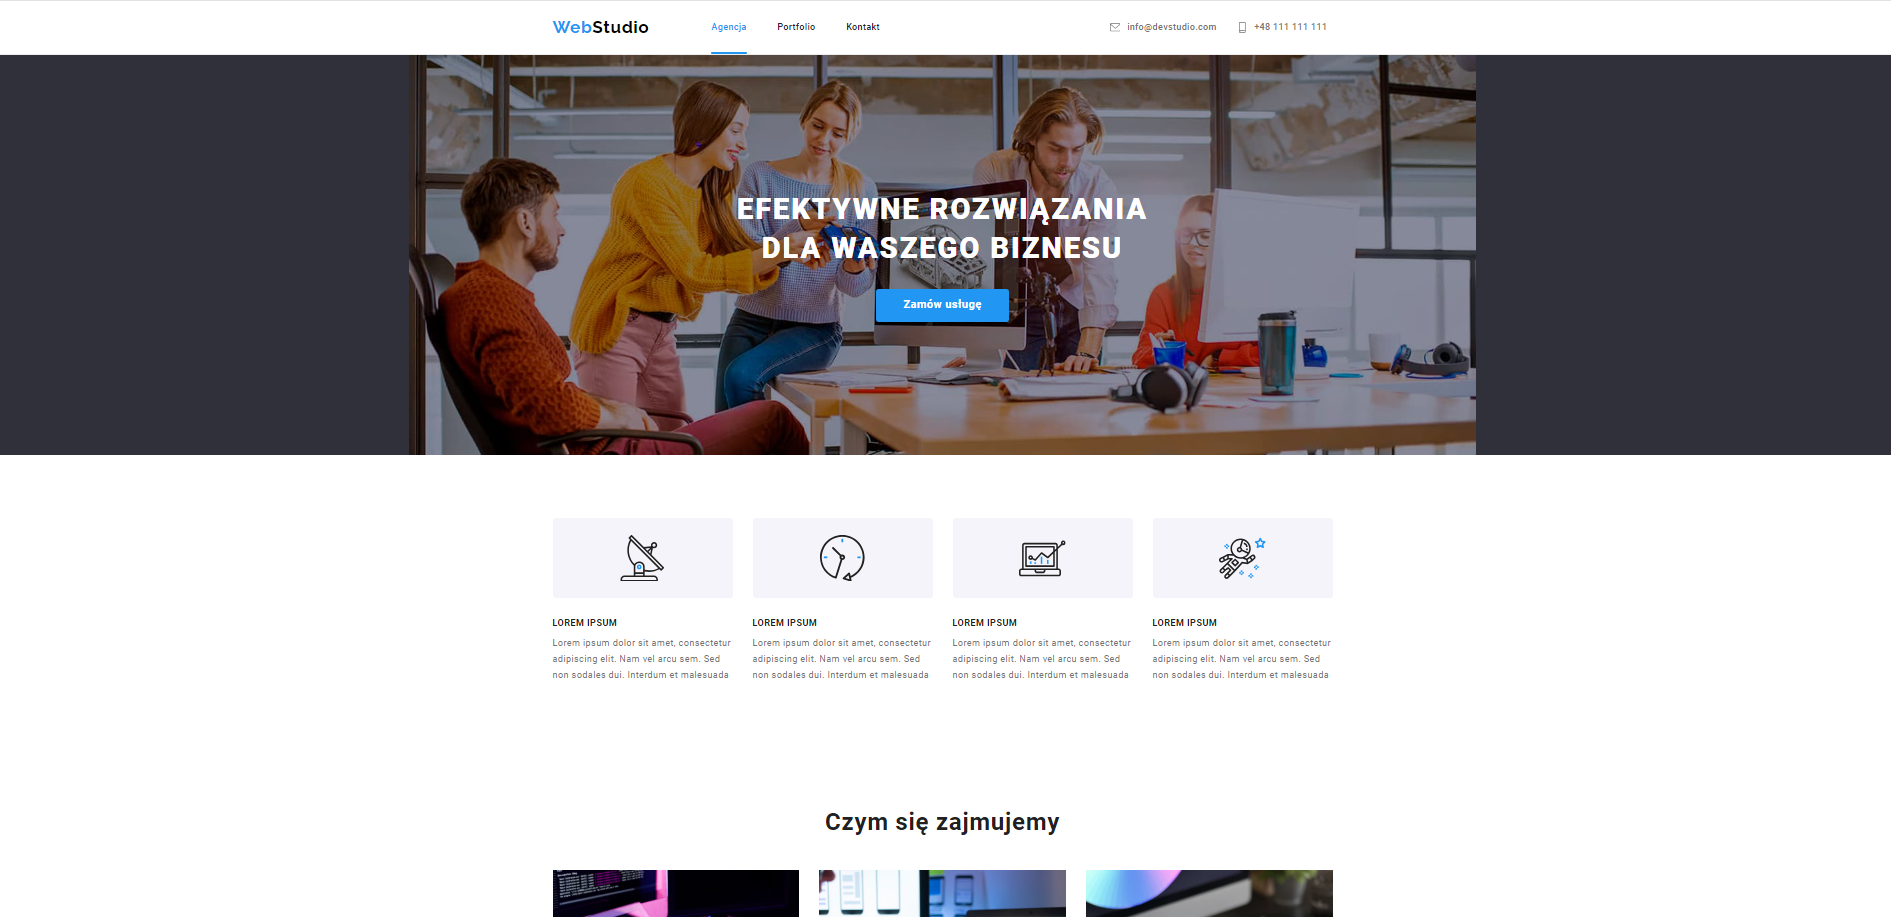 WebStudio
Agencja
Portfolio
Kontakt
info@devstudio.com
+48 111 111 111
EFEKTYWNE ROZWIĄZANIA
DLA WASZEGO BIZNESU
Zamów usługę
LOREM IPSUM
Lorem ipsum dolor sit amet, consectetur
adipiscing elit. Nam vel arcu sem. Sed
non sodales dui. Interdum et malesuada
LOREM IPSUM
Lorem ipsum dolor sit amet, consectetur
adipiscing elit. Nam vel arcu sem. Sed
non sodales dui. Interdum et malesuada
LOREM IPSUM
Lorem ipsum dolor sit amet, consectetur
adipiscing elit. Nam vel arcu sem. Sed
non sodales dui. Interdum et malesuada
LOREM IPSUM
Lorem ipsum dolor sit amet, consectetur
adipiscing elit. Nam vel arcu sem. Sed
non sodales dui. Interdum et malesuada
Czym się zajmujemy